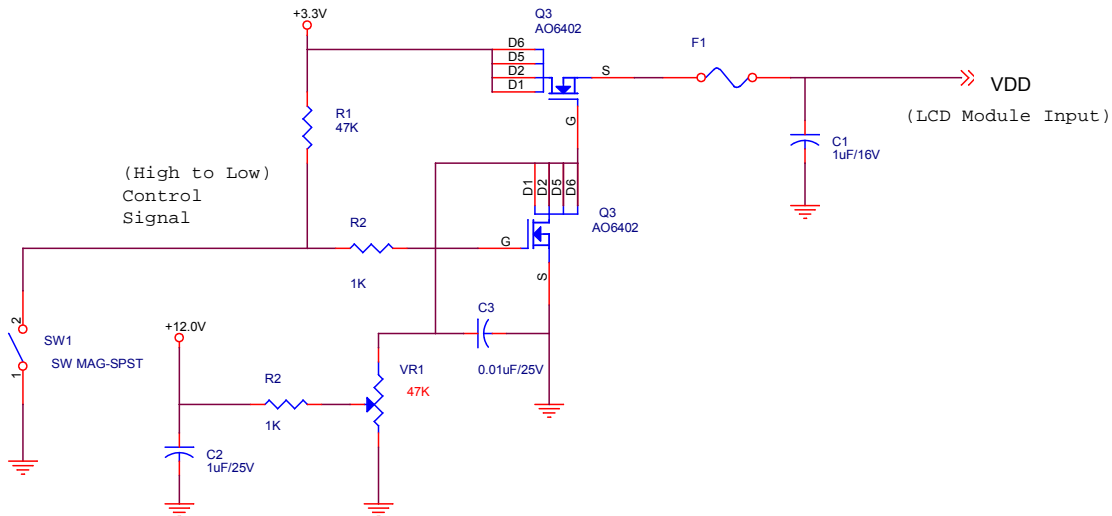 +3.3V
Q3
AO6402
D6
D5
D2
D1
S
G
F1
VDD
(LCD Module Input)
R1
47K
C1
1uF/16V
(High to Low)
Control
Signal
D1
D2
D5
D6
Q3
AO6402
R2
1K
G
S
2
1
SW1
SW MAG-SPST
+12.0V
C3
0.01uF/25V
R2
1K
VR1
47K
C2
1uF/25V